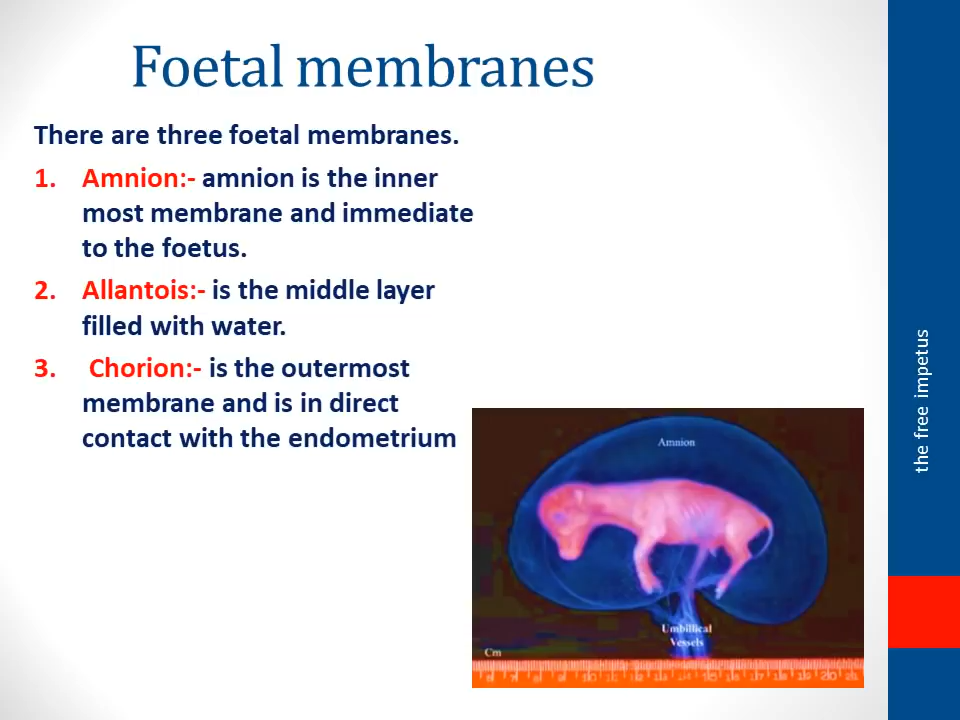 Foetal membranes
There are three foetal membranes.
1. Amnion:- amnion is the inner
most membrane and immediate
to the foetus.
2. Allantois:- is the middle layer
filled with water.
3. Chorion:- is the outermost
membrane and is in direct
contact with the endometrium
Amnion
Umbillical
Vessels
Cm
the free impetus